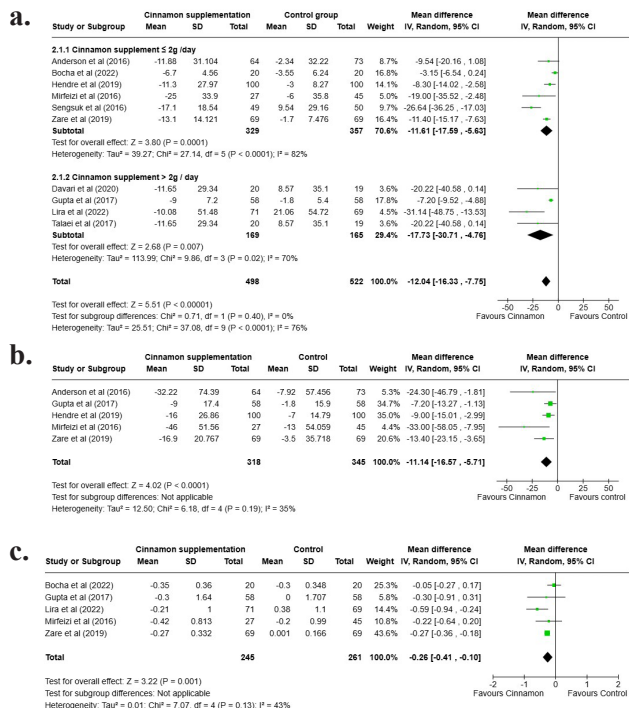 a.
Cinnamon supplementation Control group Mean difference Mean difference
Study or Subgroup Mean SD Total Mean SD Total Weight IV, Random, 95% CI IV, Random, 95% CI
2.1.1 Cinnamon supplement ≤ 2g /day
Anderson et al (2016) -11.88 31.104 64 -2.34 32.22 73 8.7% -9.54 (-20.16 , 1.08)
Bocha et al (2022) -6.7 4.56 20 -3.55 6.24 20 16.8% -3.15 (-6.54 , 0.24)
Hendre et al (2019) -11.3 27.97 100 -3 8.27 100 14.2% -8.30 (-14.02 , -2.58)
Mirfeizi et al (2016) -25 33.9 27 -6 35.8 45 5.3% -19.00 (-35.52 , -2.48)
Sengsuk et al (2016) -17.1 18.54 49 9.54 29.16 50 9.2% -26.64 (-36.25 , -17.03)
Zare et al (2019) -13.1 14.121 69 -1.7 7.476 69 16.4% -11.40 (-15.17 , -7.63)
Subtotal 329 357 70.6% -11.61 (-17.59 , -5.63)
Test for overall effect: Z = 3.80 (P = 0.0001)
Heterogeneity: Tau² = 39.27; Chi² = 27.14, df = 5 (P < 0.0001); I² = 82%
2.1.2 Cinnamon supplement > 2g / day
Davari et al (2020) -11.65 29.34 20 8.57 35.1 19 3.6% -20.22 (-40.58 , 0.14)
Gupta et al (2017) -9 7.2 58 -1.8 5.4 58 17.5% -7.20 (-9.52 , -4.88)
Lira et al (2022) -10.08 51.48 71 21.06 54.72 69 4.8% -31.14 (-48.75 , -13.53)
Talaei et al (2017) -11.65 29.34 20 8.57 35.1 19 3.6% -20.22 (-40.58 , 0.14)
Subtotal 169 165 29.4% -17.73 (-30.71 , -4.76)
Test for overall effect: Z = 2.68 (P = 0.007)
Heterogeneity: Tau² = 113.99; Chi² = 9.86, df = 3 (P = 0.02); I² = 70%
Total 498 522 100.0% -12.04 (-16.33 , -7.75)
Test for overall effect: Z = 5.51 (P < 0.00001)
Test for subgroup differences: Chi² = 0.71, df = 1 (P = 0.40), I² = 0%
Heterogeneity: Tau² = 25.51; Chi² = 37.08, df = 9 (P < 0.0001); I² = 76%
-50 -25 0 25 50
Favours Cinnamon Favours Control
b.
Cinnamon supplementation Control Mean difference Mean difference
Study or Subgroup Mean SD Total Mean SD Total Weight IV, Random, 95% CI IV, Random, 95% CI
Anderson et al (2016) -32.22 74.39 64 -7.92 57.456 73 5.3% -24.30 (-46.79 , -1.81)
Gupta et al (2017) -9 17.4 58 -1.8 15.9 58 34.5% -7.20 (-13.27 , -1.13)
Hendre et al (2019) -16 26.86 100 -7 14.79 100 35.0% -9.00 (-15.01 , -2.99)
Mirfeizi et al (2016) -46 51.56 27 -13 54.059 45 4.3% -33.00 (-58.05 , -7.95)
Zare et al (2019) -16.9 20.767 69 -3.5 35.718 69 20.8% -13.40 (-23.15 , -3.65)
Total 318 345 100.0% -11.14 (-16.57 , -5.71)
Test for overall effect: Z = 4.02 (P < 0.0001)
Test for subgroup differences: Not applicable
Heterogeneity: Tau² = 12.50; Chi² = 6.18, df = 4 (P = 0.19); I² = 35%
-50 -25 0 25 50
Favours Cinnamon Favours Control
c.
Cinnamon supplementation Control Mean difference Mean difference
Study or Subgroup Mean SD Total Mean SD Total Weight IV, Random, 95% CI IV, Random, 95% CI
Bocha et al (2022) -0.35 0.36 20 -0.3 0.348 20 25.3% -0.05 (-0.27 , 0.17)
Gupta et al (2017) -0.3 1.64 58 0 1.707 58 5.8% -0.30 (-0.91 , 0.31)
Lira et al (2022) -0.21 1 71 0.38 1.1 69 14.4% -0.59 (-0.94 , -0.24)
Mirfeizi et al (2016) -0.42 0.813 27 -0.2 0.99 45 10.9% -0.22 (-0.64 , 0.20)
Zare et al (2019) -0.27 0.332 69 0.001 0.166 69 43.6% -0.27 (-0.36 , -0.18)
Total 245 261 100.0% -0.26 (-0.41 , -0.10)
Test for overall effect: Z = 3.22 (P = 0.001)
Test for subgroup differences: Not applicable
Heterogeneity: Tau² = 0.01; Chi² = 7.07, df = 4 (P = 0.13); I² = 43%
-2 -1 0 1 2
Favours Cinnamon Favours Control